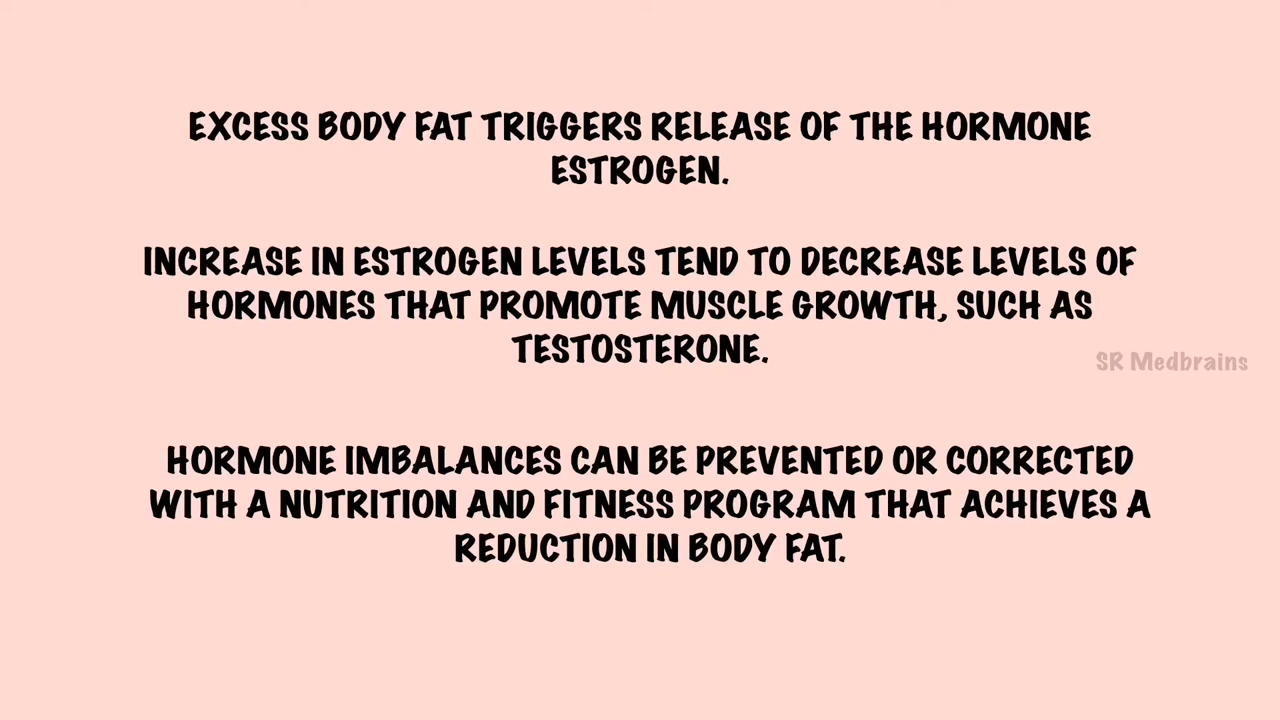 EXCESS BODY FAT TRIGGERS RELEASE OF THE HORMONE
ESTROGEN.
INCREASE IN ESTROGEN LEVELS TEND TO DECREASE LEVELS OF
HORMONES THAT PROMOTE MUSCLE GROWTH, SUCH AS
TESTOSTERONE.
SR Medbrains
HORMONE IMBALANCES CAN BE PREVENTED OR CORRECTED
WITH A NUTRITION AND FITNESS PROGRAM THAT ACHIEVES A
REDUCTION IN BODY FAT.